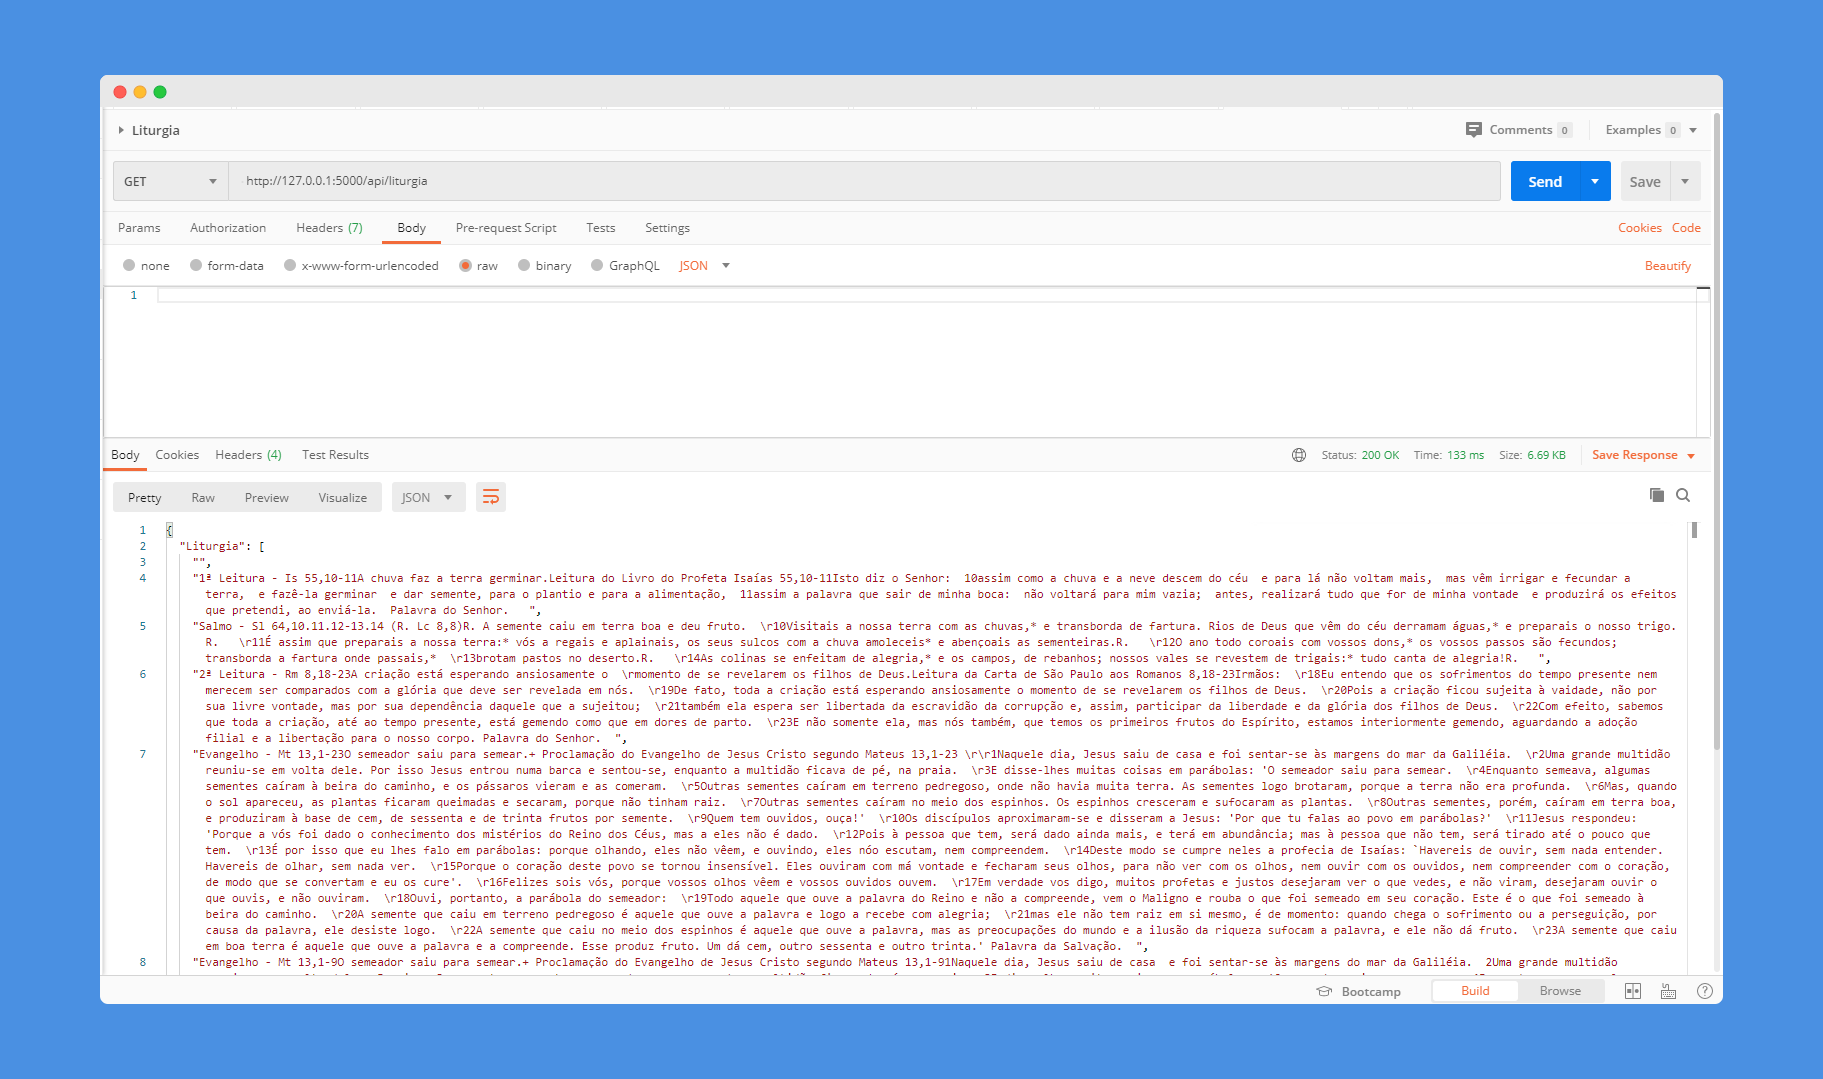 Liturgia
Comments 0 Examples 0
GET http://127.0.0.1:5000/api/liturgia Send Save
Params Authorization Headers (7) Body Pre-request Script Tests Settings Cookies Code
none form-data x-www-form-urlencoded raw binary GraphQL JSON Beautify
1
Body Cookies Headers (4) Test Results Status: 200 OK Time: 133 ms Size: 6.69 KB Save Response
Pretty Raw Preview Visualize JSON
1 {
2 "Liturgia": [
3 "",
4 "1ª Leitura - Is 55,10-11A chuva faz a terra germinar.Leitura do Livro do Profeta Isaías 55,10-11Isto diz o Senhor:  10assim como a chuva e a neve descem do céu  e para lá não voltam mais,  mas vêm irrigar e fecundar a
terra,  e fazê-la germinar  e dar semente, para o plantio e para a alimentação,  11assim a palavra que sair de minha boca:  não voltará para mim vazia;  antes, realizará tudo que for de minha vontade  e produzirá os efeitos
que pretendi, ao enviá-la.  Palavra do Senhor.   ",
5 "Salmo - Sl 64,10.11.12-13.14 (R. Lc 8,8)R. A semente caiu em terra boa e deu fruto.  \r10Visitais a nossa terra com as chuvas,* e transborda de fartura. Rios de Deus que vêm do céu derramam águas,* e preparais o nosso trigo.
R.   \r11É assim que preparais a nossa terra:* vós a regais e aplainais, os seus sulcos com a chuva amoleceis* e abençoais as sementeiras.R.   \r12O ano todo coroais com vossos dons,* os vossos passos são fecundos;
transborda a fartura onde passais,*  \r13brotam pastos no deserto.R.   \r14As colinas se enfeitam de alegria,* e os campos, de rebanhos; nossos vales se revestem de trigais:* tudo canta de alegria!R.   ",
6 "2ª Leitura - Rm 8,18-23A criação está esperando ansiosamente o  \rmomento de se revelarem os filhos de Deus.Leitura da Carta de São Paulo aos Romanos 8,18-23Irmãos:  \r18Eu entendo que os sofrimentos do tempo presente nem
merecem ser comparados com a glória que deve ser revelada em nós.  \r19De fato, toda a criação está esperando ansiosamente o momento de se revelarem os filhos de Deus.  \r20Pois a criação ficou sujeita à vaidade, não por
sua livre vontade, mas por sua dependência daquele que a sujeitou;  \r21também ela espera ser libertada da escravidão da corrupção e, assim, participar da liberdade e da glória dos filhos de Deus.  \r22Com efeito, sabemos
que toda a criação, até ao tempo presente, está gemendo como que em dores de parto.  \r23E não somente ela, mas nós também, que temos os primeiros frutos do Espírito, estamos interiormente gemendo, aguardando a adoção
filial e a libertação para o nosso corpo. Palavra do Senhor.  ",
7 "Evangelho - Mt 13,1-23O semeador saiu para semear.+ Proclamação do Evangelho de Jesus Cristo segundo Mateus 13,1-23 \r\r1Naquele dia, Jesus saiu de casa e foi sentar-se às margens do mar da Galiléia.  \r2Uma grande multidão
reuniu-se em volta dele. Por isso Jesus entrou numa barca e sentou-se, enquanto a multidão ficava de pé, na praia.  \r3E disse-lhes muitas coisas em parábolas: 'O semeador saiu para semear.  \r4Enquanto semeava, algumas
sementes caíram à beira do caminho, e os pássaros vieram e as comeram.  \r5Outras sementes caíram em terreno pedregoso, onde não havia muita terra. As sementes logo brotaram, porque a terra não era profunda.  \r6Mas, quando
o sol apareceu, as plantas ficaram queimadas e secaram, porque não tinham raiz.  \r7Outras sementes caíram no meio dos espinhos. Os espinhos cresceram e sufocaram as plantas.  \r8Outras sementes, porém, caíram em terra boa,
e produziram à base de cem, de sessenta e de trinta frutos por semente.  \r9Quem tem ouvidos, ouça!'  \r10Os discípulos aproximaram-se e disseram a Jesus: 'Por que tu falas ao povo em parábolas?'  \r11Jesus respondeu:
'Porque a vós foi dado o conhecimento dos mistérios do Reino dos Céus, mas a eles não é dado.  \r12Pois à pessoa que tem, será dado ainda mais, e terá em abundância; mas à pessoa que não tem, será tirado até o pouco que
tem.  \r13É por isso que eu lhes falo em parábolas: porque olhando, eles não vêem, e ouvindo, eles nóo escutam, nem compreendem.  \r14Deste modo se cumpre neles a profecia de Isaías: `Havereis de ouvir, sem nada entender.
Havereis de olhar, sem nada ver.  \r15Porque o coração deste povo se tornou insensível. Eles ouviram com má vontade e fecharam seus olhos, para não ver com os olhos, nem ouvir com os ouvidos, nem compreender com o coração,
de modo que se convertam e eu os cure'.  \r16Felizes sois vós, porque vossos olhos vêem e vossos ouvidos ouvem.  \r17Em verdade vos digo, muitos profetas e justos desejaram ver o que vedes, e não viram, desejaram ouvir o
que ouvis, e não ouviram.  \r18Ouvi, portanto, a parábola do semeador:  \r19Todo aquele que ouve a palavra do Reino e não a compreende, vem o Maligno e rouba o que foi semeado em seu coração. Este é o que foi semeado à
beira do caminho.  \r20A semente que caiu em terreno pedregoso é aquele que ouve a palavra e logo a recebe com alegria;  \r21mas ele não tem raiz em si mesmo, é de momento: quando chega o sofrimento ou a perseguição, por
causa da palavra, ele desiste logo.  \r22A semente que caiu no meio dos espinhos é aquele que ouve a palavra, mas as preocupações do mundo e a ilusão da riqueza sufocam a palavra, e ele não dá fruto.  \r23A semente que caiu
em boa terra é aquele que ouve a palavra e a compreende. Esse produz fruto. Um dá cem, outro sessenta e outro trinta.' Palavra da Salvação.  ",
8 "Evangelho - Mt 13,1-9O semeador saiu para semear.+ Proclamação do Evangelho de Jesus Cristo segundo Mateus 13,1-91Naquele dia, Jesus saiu de casa  e foi sentar-se às margens do mar da Galiléia.  2Uma grande multidão
Bootcamp Build Browse